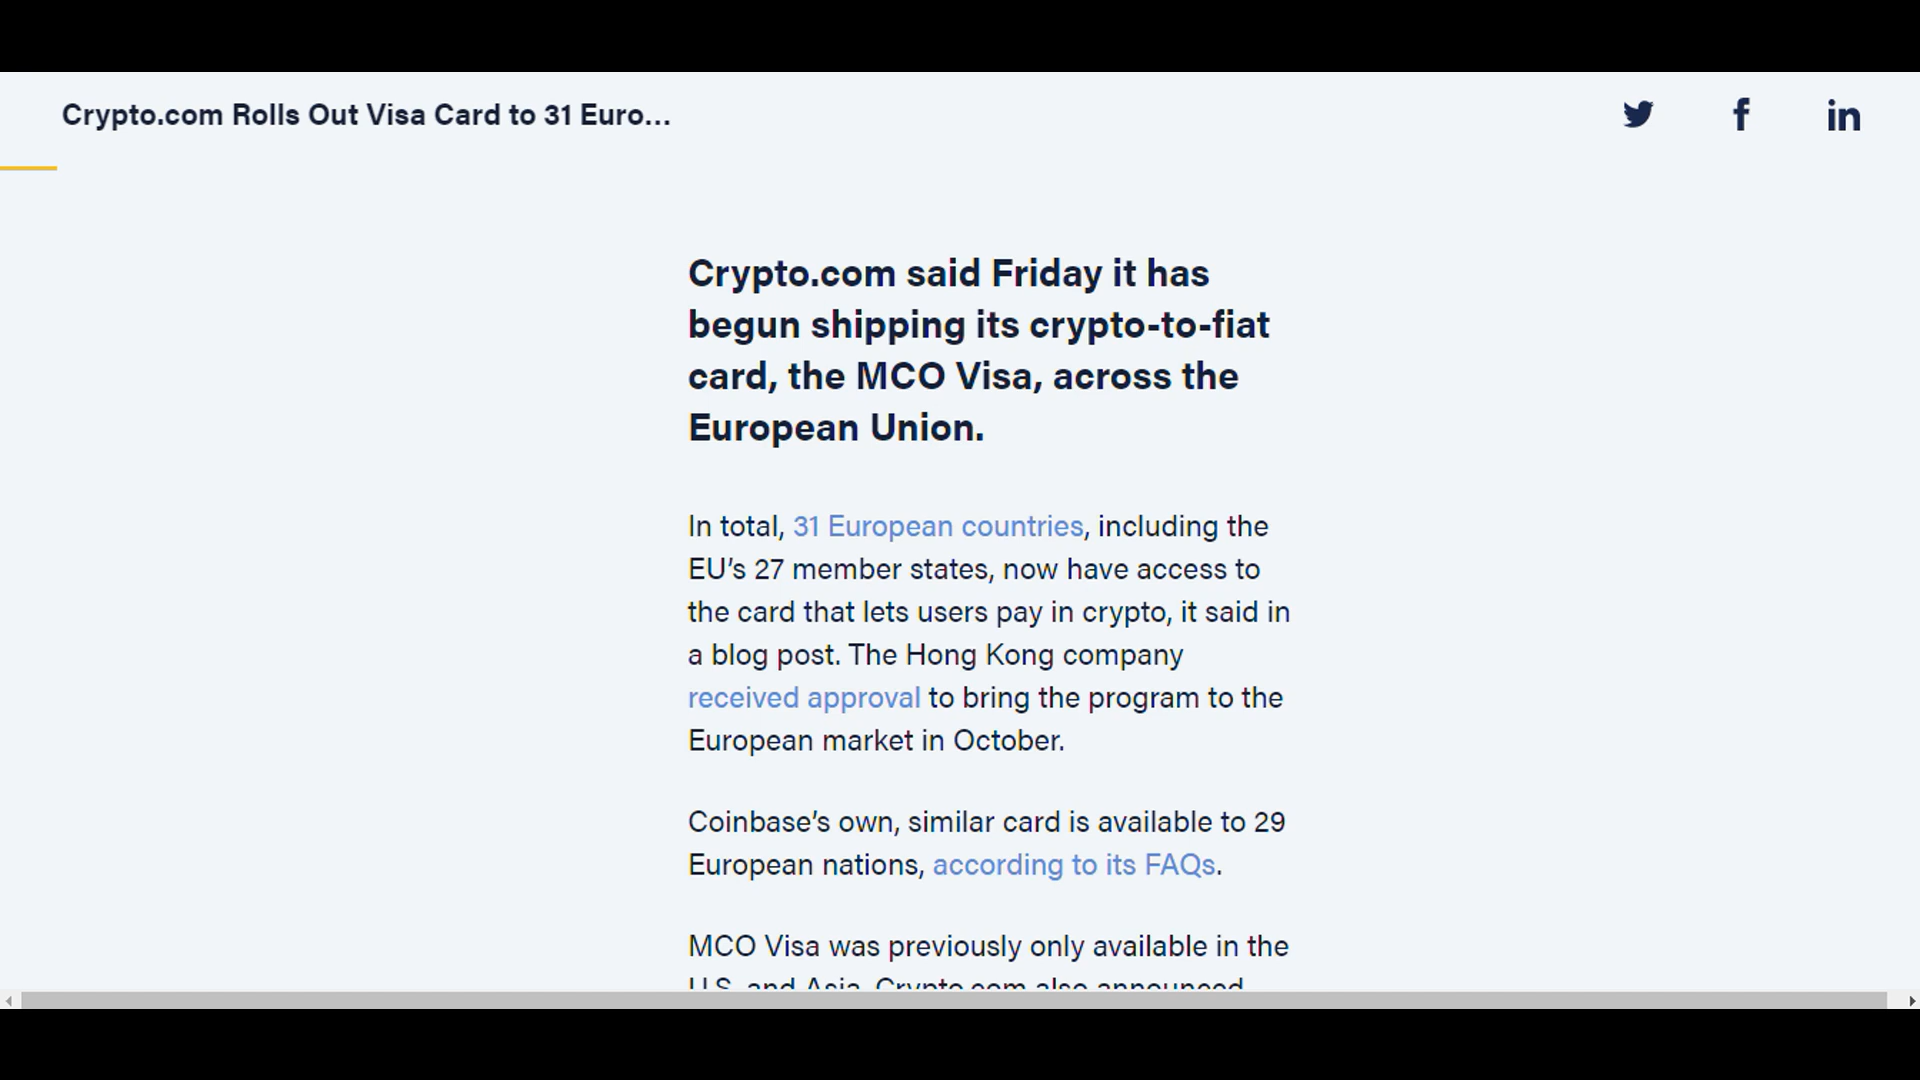 Crypto.com Rolls Out Visa Card to 31 Euro...
Crypto.com said Friday it has
begun shipping its crypto-to-fiat
card, the MCO Visa, across the
European Union.
In total, 31 European countries, including the
EU’s 27 member states, now have access to
the card that lets users pay in crypto, it said in
a blog post. The Hong Kong company
received approval to bring the program to the
European market in October.
Coinbase’s own, similar card is available to 29
European nations, according to its FAQs.
MCO Visa was previously only available in the
U.S. and Asia. Crypto.com also announced